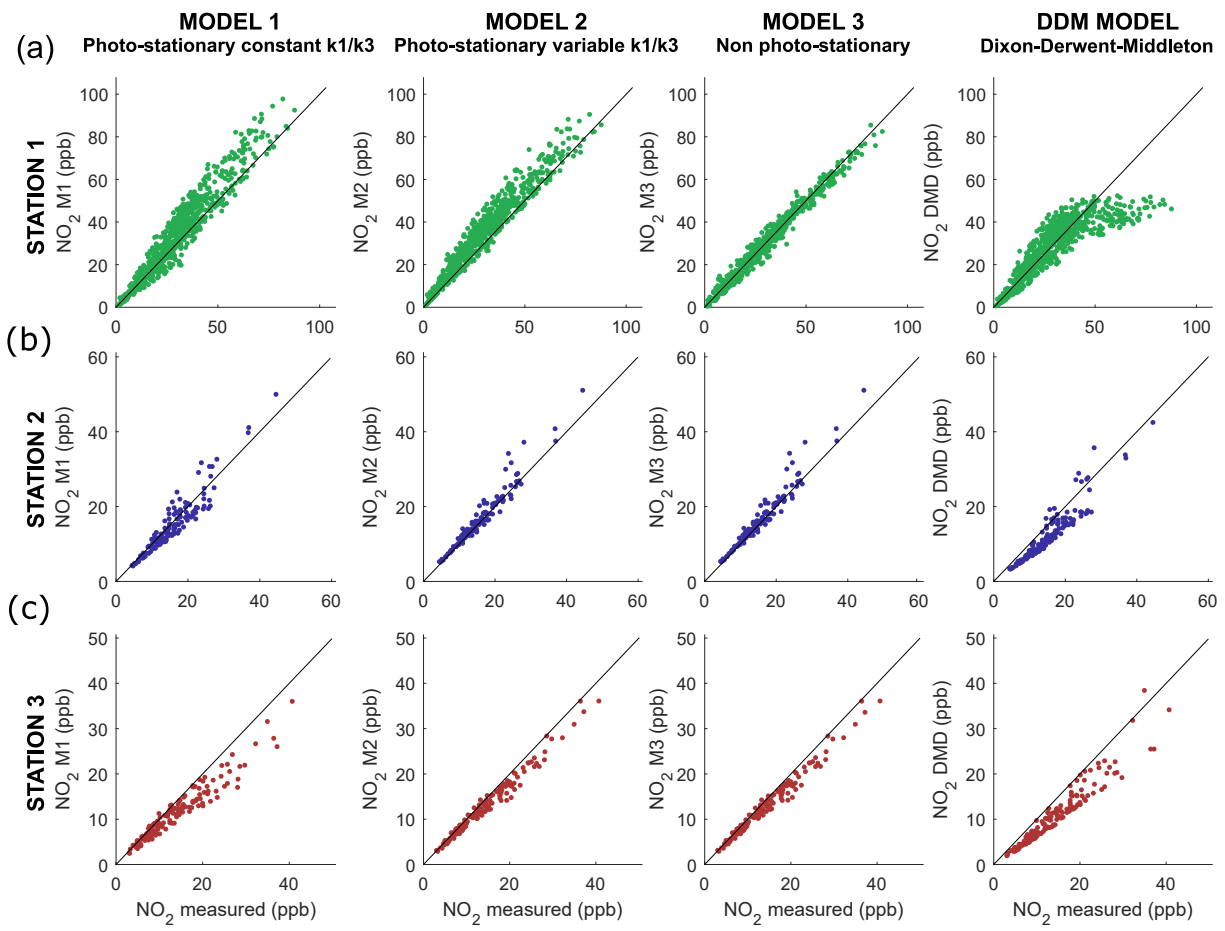 MODEL 1
Photo-stationary constant k1/k3
MODEL 2
Photo-stationary variable k1/k3
MODEL 3
Non photo-stationary
DDM MODEL
Dixon-Derwent-Middleton
(a)
STATION 1
NO2 M1 (ppb)
100
80
60
40
20
0
0 50 100
NO2 M2 (ppb)
100
80
60
40
20
0
0 50 100
NO2 M3 (ppb)
100
80
60
40
20
0
0 50 100
NO2 DMD (ppb)
100
80
60
40
20
0
0 50 100
(b)
STATION 2
NO2 M1 (ppb)
60
40
20
0
0 20 40 60
NO2 M2 (ppb)
60
40
20
0
0 20 40 60
NO2 M3 (ppb)
60
40
20
0
0 20 40 60
NO2 DMD (ppb)
60
40
20
0
0 20 40 60
(c)
STATION 3
NO2 M1 (ppb)
50
40
30
20
10
0
0 20 40
NO2 measured (ppb)
NO2 M2 (ppb)
50
40
30
20
10
0
0 20 40
NO2 measured (ppb)
NO2 M3 (ppb)
50
40
30
20
10
0
0 20 40
NO2 measured (ppb)
NO2 DMD (ppb)
50
40
30
20
10
0
0 20 40
NO2 measured (ppb)